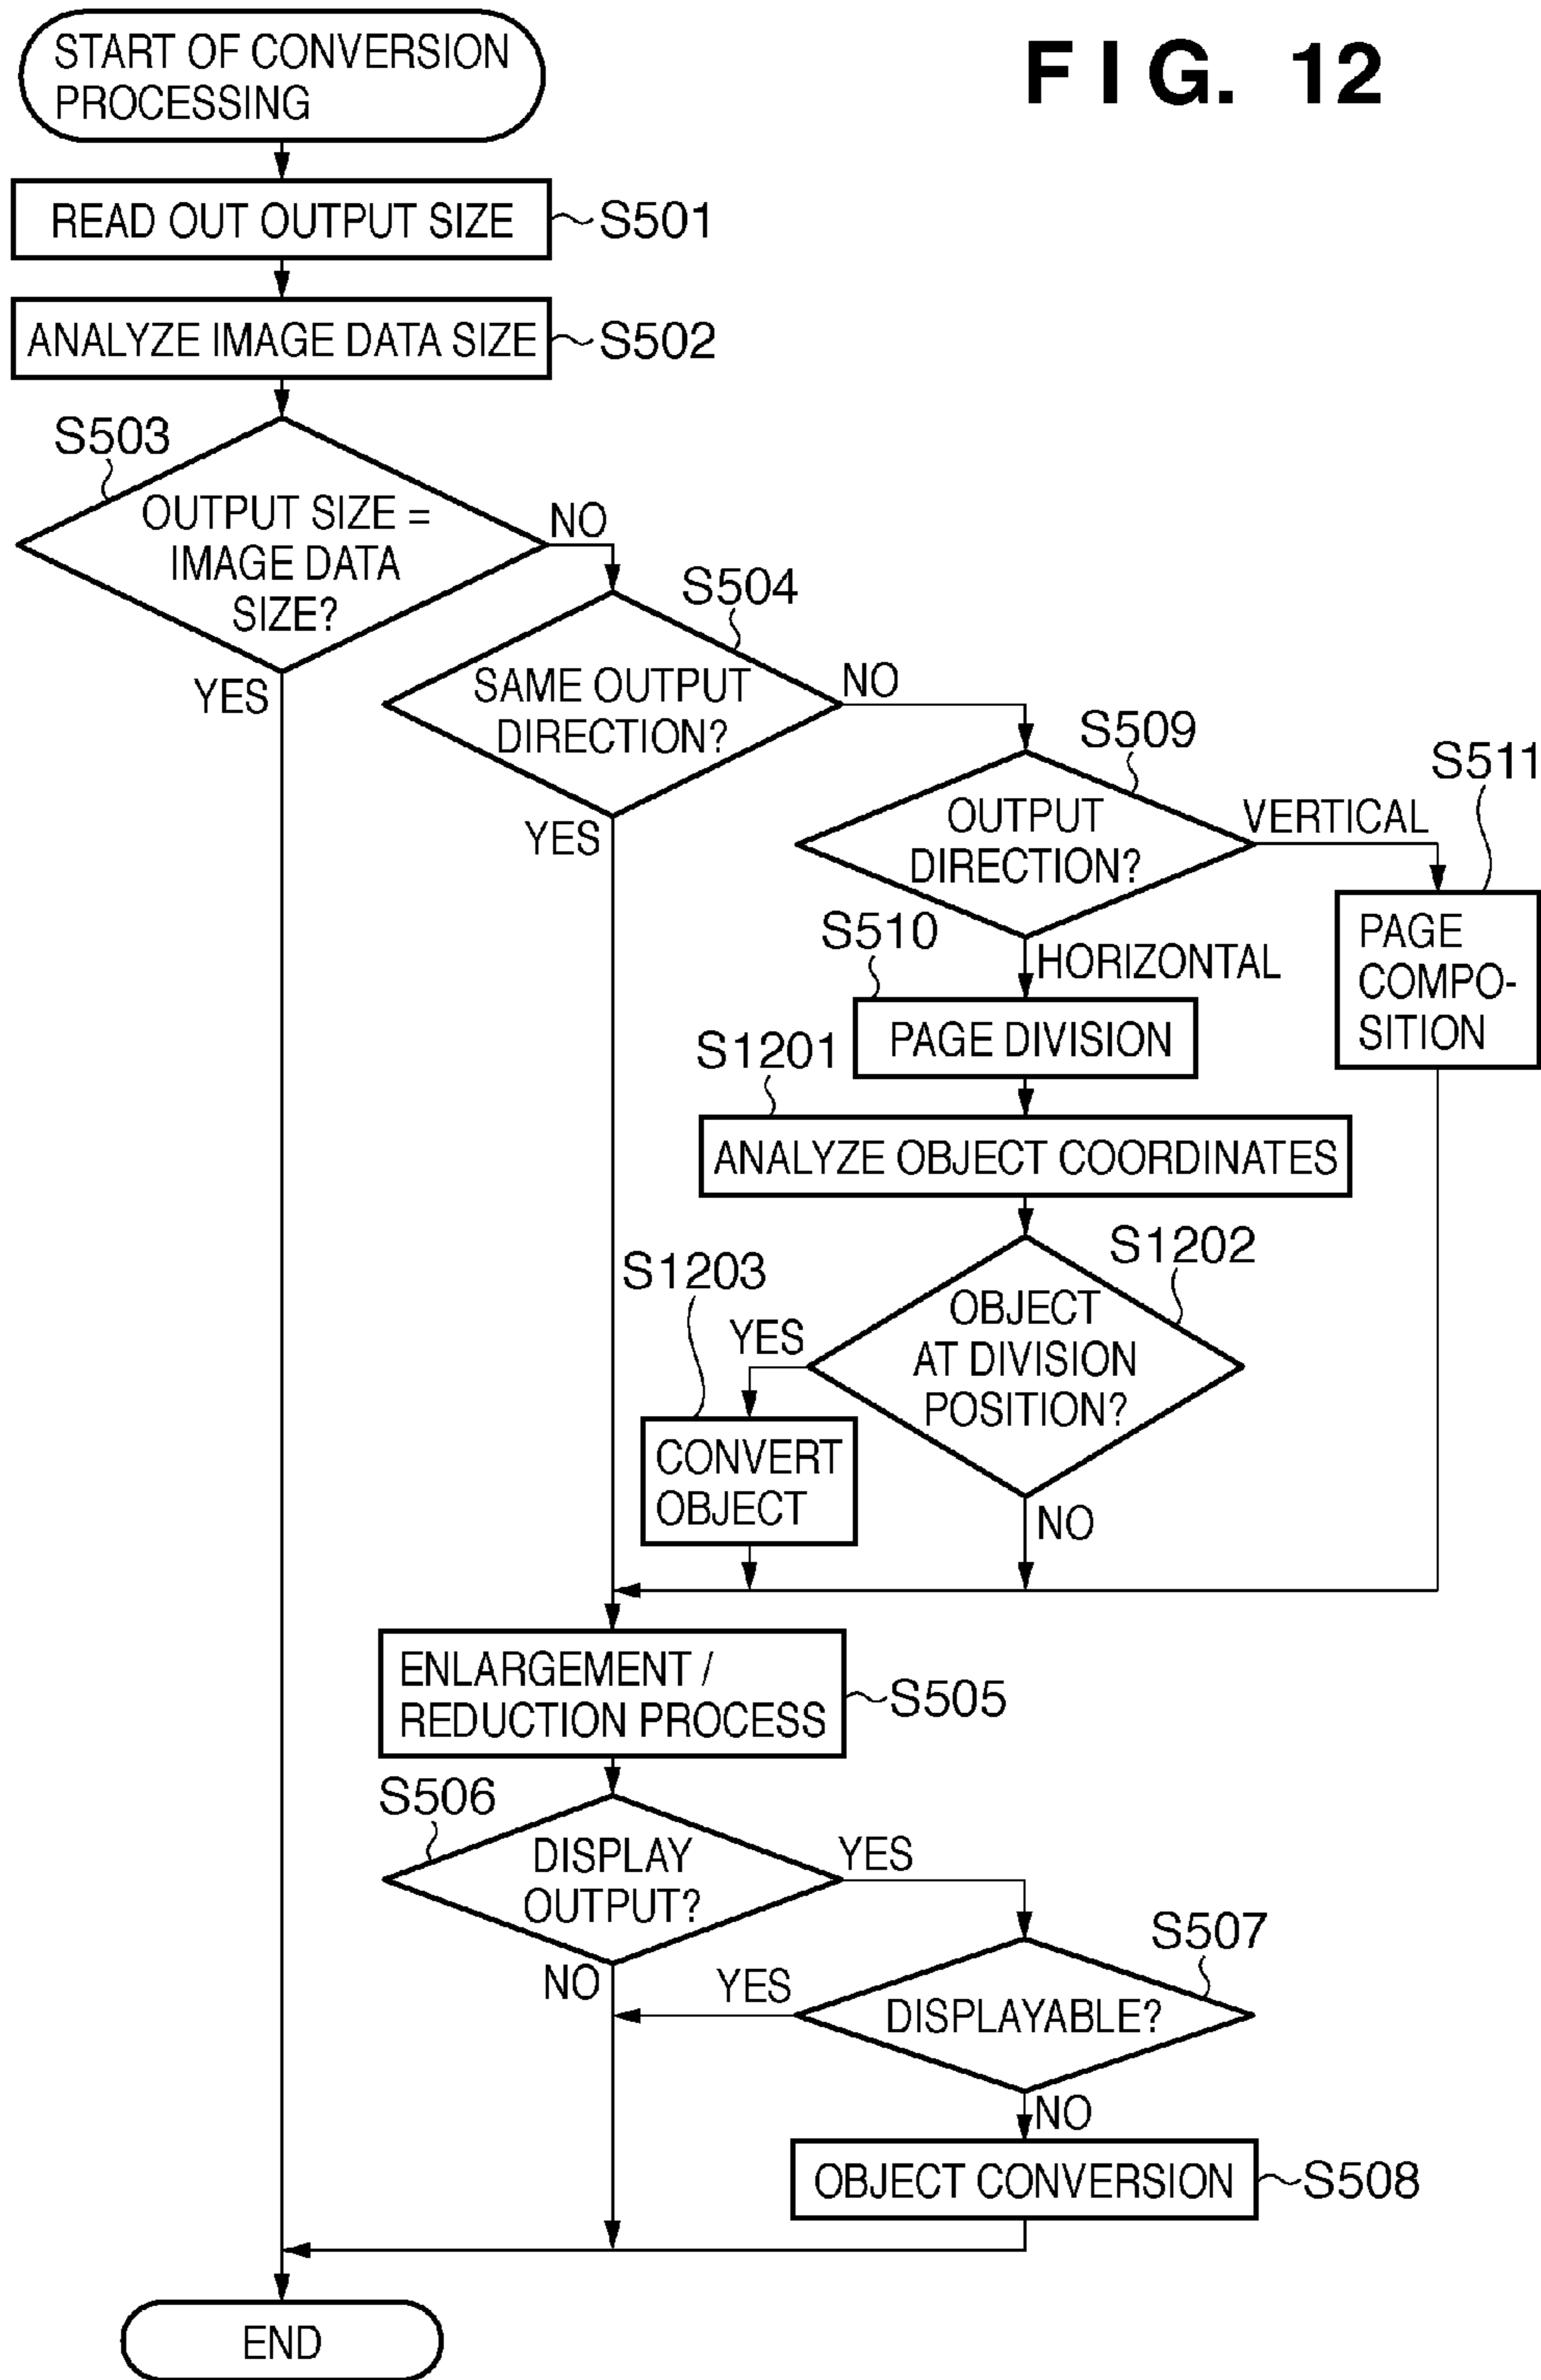 START OF CONVERSION
PROCESSING
FIG. 12
READ OUT OUTPUT SIZE
S501
ANALYZE IMAGE DATA SIZE
S502
S503
OUTPUT SIZE =
IMAGE DATA
SIZE?
NO
YES
S504
SAME OUTPUT
DIRECTION?
NO
YES
S509
OUTPUT
DIRECTION?
VERTICAL
S511
PAGE
COMPO-
SITION
HORIZONTAL
S510
PAGE DIVISION
S1201
ANALYZE OBJECT COORDINATES
S1202
OBJECT
AT DIVISION
POSITION?
YES
S1203
CONVERT
OBJECT
NO
ENLARGEMENT /
REDUCTION PROCESS
S505
S506
DISPLAY
OUTPUT?
YES
NO
S507
DISPLAYABLE?
YES
NO
OBJECT CONVERSION
S508
END